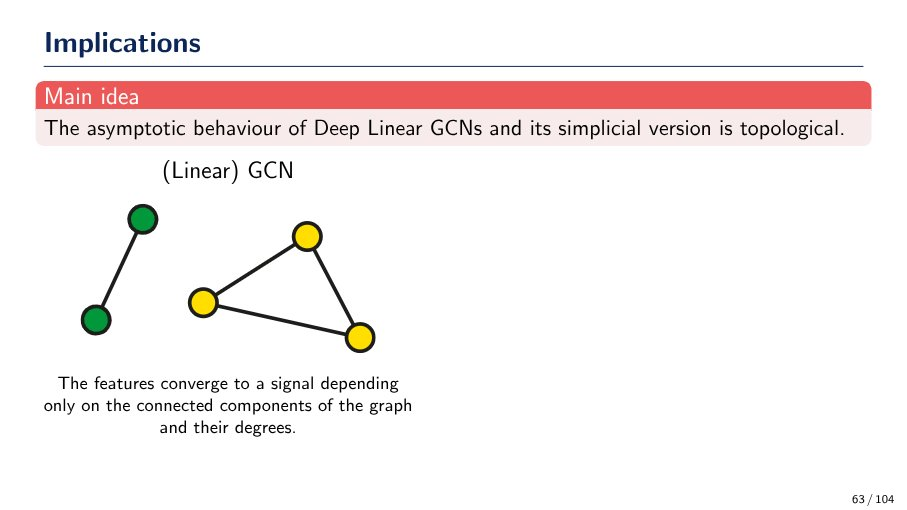 Implications
Main idea
The asymptotic behaviour of Deep Linear GCNs and its simplicial version is topological.
(Linear) GCN
The features converge to a signal depending
only on the connected components of the graph
and their degrees.
63 / 104